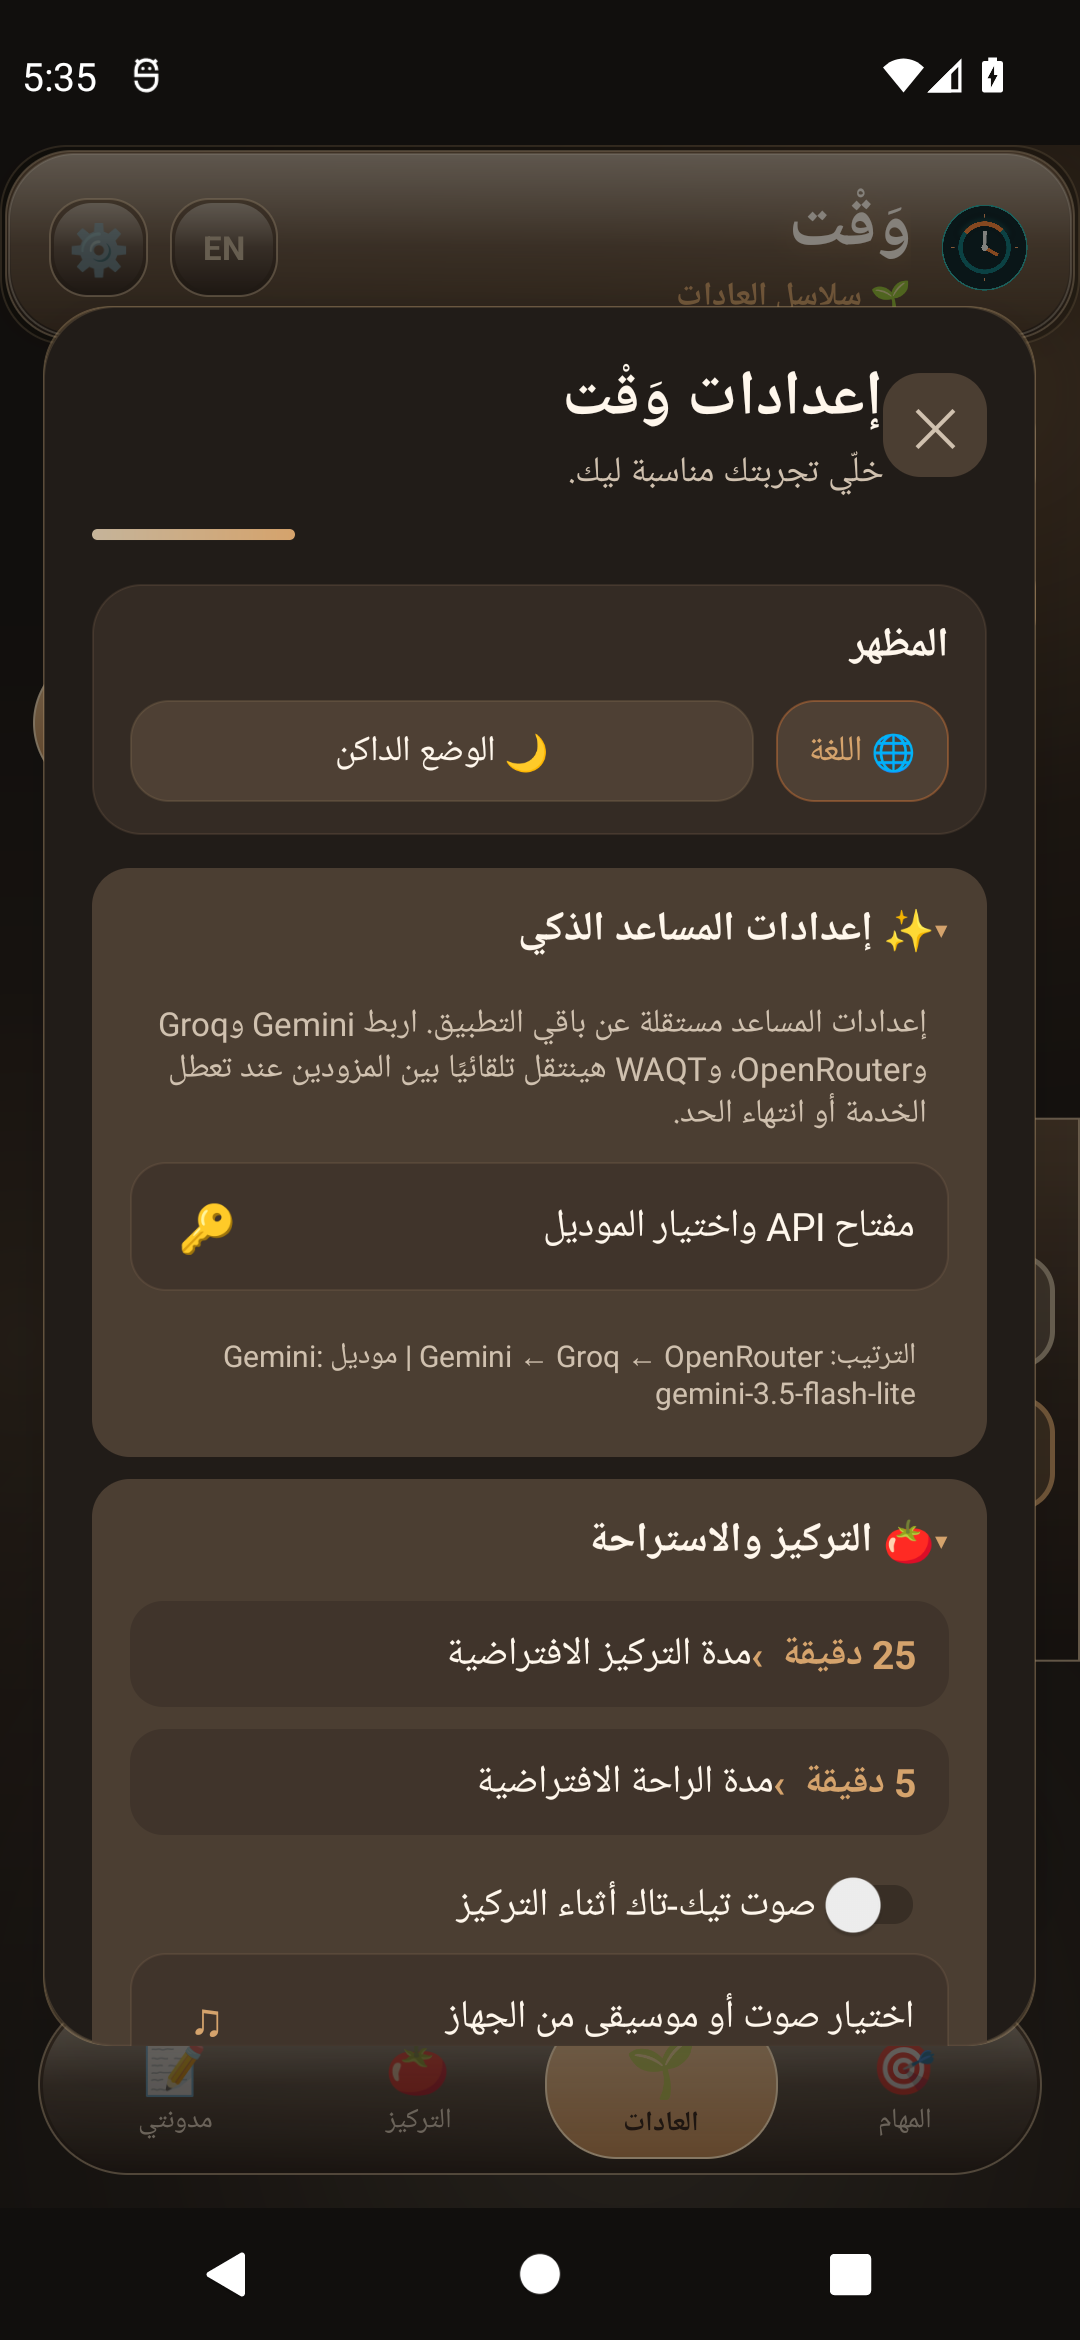 5:35
وَقْت
EN
🌱 سلاسل العادات
إعدادات وَقْت
خلّي تجربتك مناسبة ليك.
المظهر
🌐 اللغة
🌙 الوضع الداكن
▾✨ إعدادات المساعد الذكي
إعدادات المساعد مستقلة عن باقي التطبيق. اربط Gemini وGroq
وOpenRouter، وWAQT هينتقل تلقائيًا بين المزودين عند تعطل
الخدمة أو انتهاء الحد.
مفتاح API واختيار الموديل 🔑
الترتيب: Gemini ← Groq ← OpenRouter | موديل Gemini:
gemini-3.5-flash-lite
▾🍅 التركيز والاستراحة
25 دقيقة ›مدة التركيز الافتراضية
5 دقيقة ›مدة الراحة الافتراضية
صوت تيك-تاك أثناء التركيز
اختيار صوت أو موسيقى من الجهاز ♫
المهام
العادات
التركيز
مدونتي